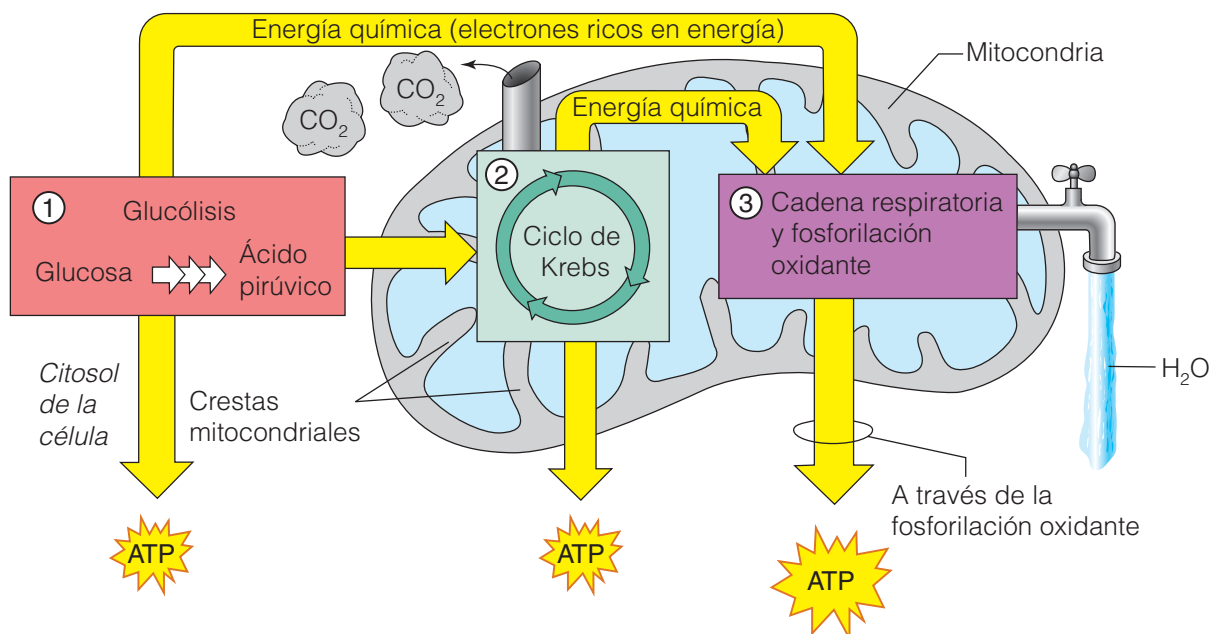 Energía química (electrones ricos en energía)
Mitocondria
CO₂
CO₂
Energía química
1
Glucólisis
Glucosa
Ácido
pirúvico
2
Ciclo de
Krebs
3 Cadena respiratoria
y fosforilación
oxidante
Citosol
de la
célula
Crestas
mitocondriales
H₂O
A través de la
fosforilación oxidante
ATP
ATP
ATP